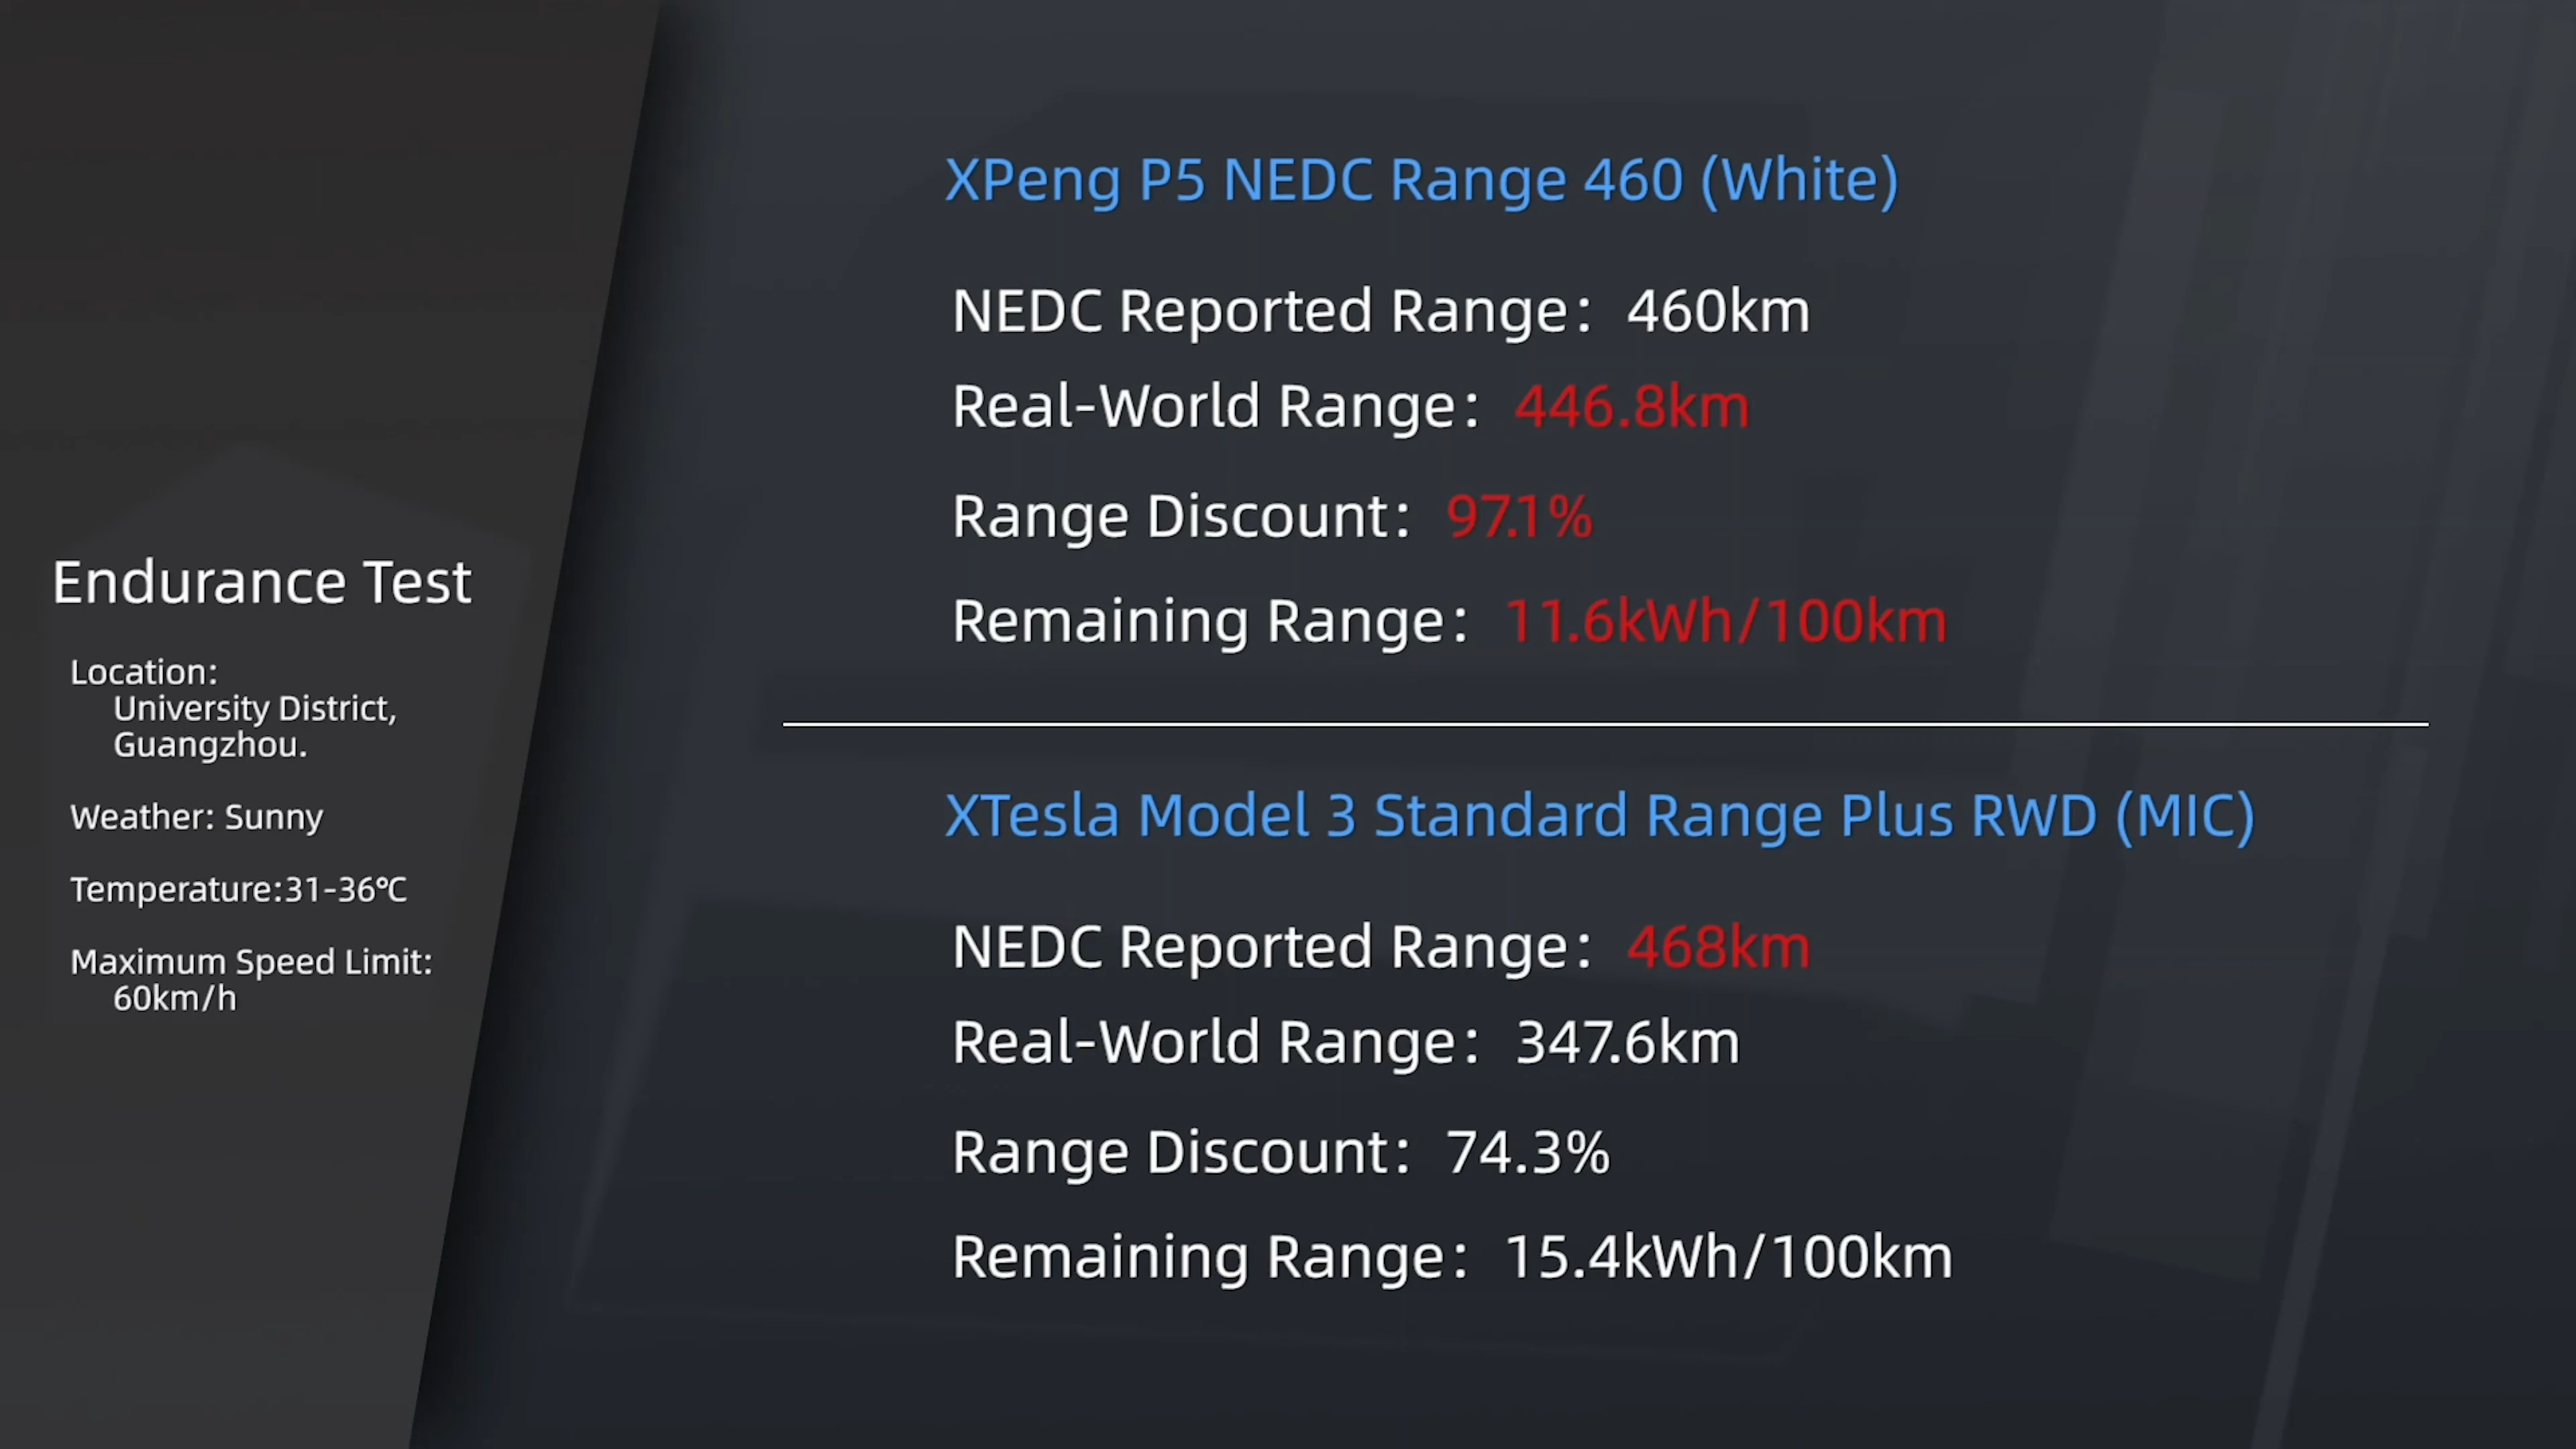 Endurance Test
Location:
University District,
Guangzhou.
Weather: Sunny
Temperature:31-36℃
Maximum Speed Limit:
60km/h
XPeng P5 NEDC Range 460 (White)
NEDC Reported Range: 460km
Real-World Range: 446.8km
Range Discount: 97.1%
Remaining Range: 11.6kWh/100km
XTesla Model 3 Standard Range Plus RWD (MIC)
NEDC Reported Range: 468km
Real-World Range: 347.6km
Range Discount: 74.3%
Remaining Range: 15.4kWh/100km